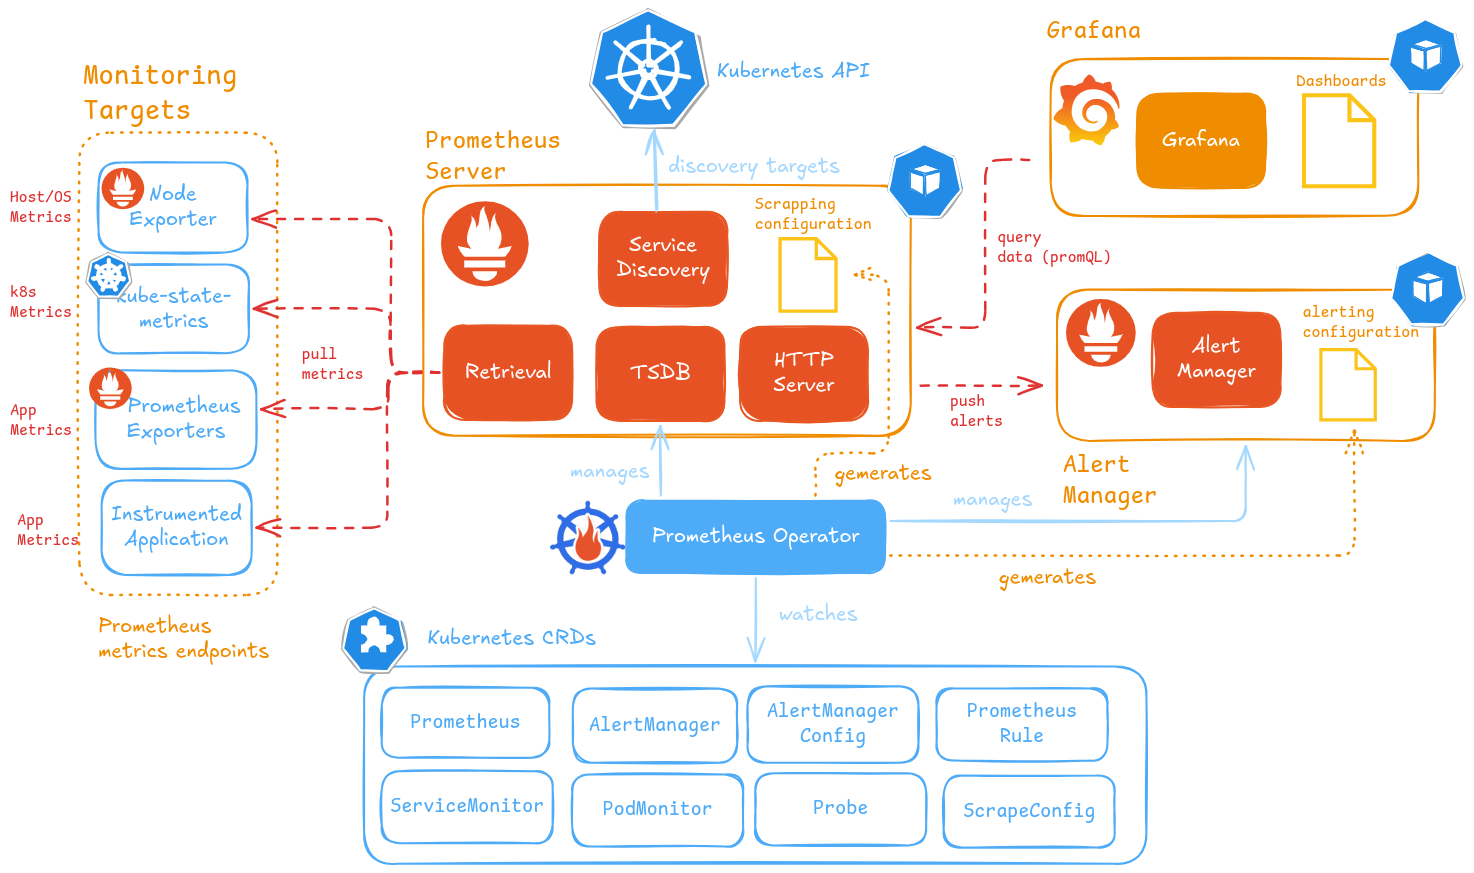 Grafana
Kubernetes API
Monitoring
Targets
Dashboards
Grafana
Prometheus
Server
discovery targets
Host/OS
Metrics
Node
Exporter
Scrapping
configuration
Service
Discovery
query
data (promQL)
k8s
Metrics
kube-state-
metrics
alerting
configuration
pull
metrics
Retrieval
TSDB
HTTP
Server
Alert
Manager
App
Metrics
Prometheus
Exporters
push
alerts
manages
gemerates
Alert
Manager
manages
App
Metrics
Instrumented
Application
Prometheus Operator
gemerates
watches
Prometheus
metrics endpoints
Kubernetes CRDs
Prometheus
AlertManager
AlertManager
Config
Prometheus
Rule
ServiceMonitor
PodMonitor
Probe
ScrapeConfig